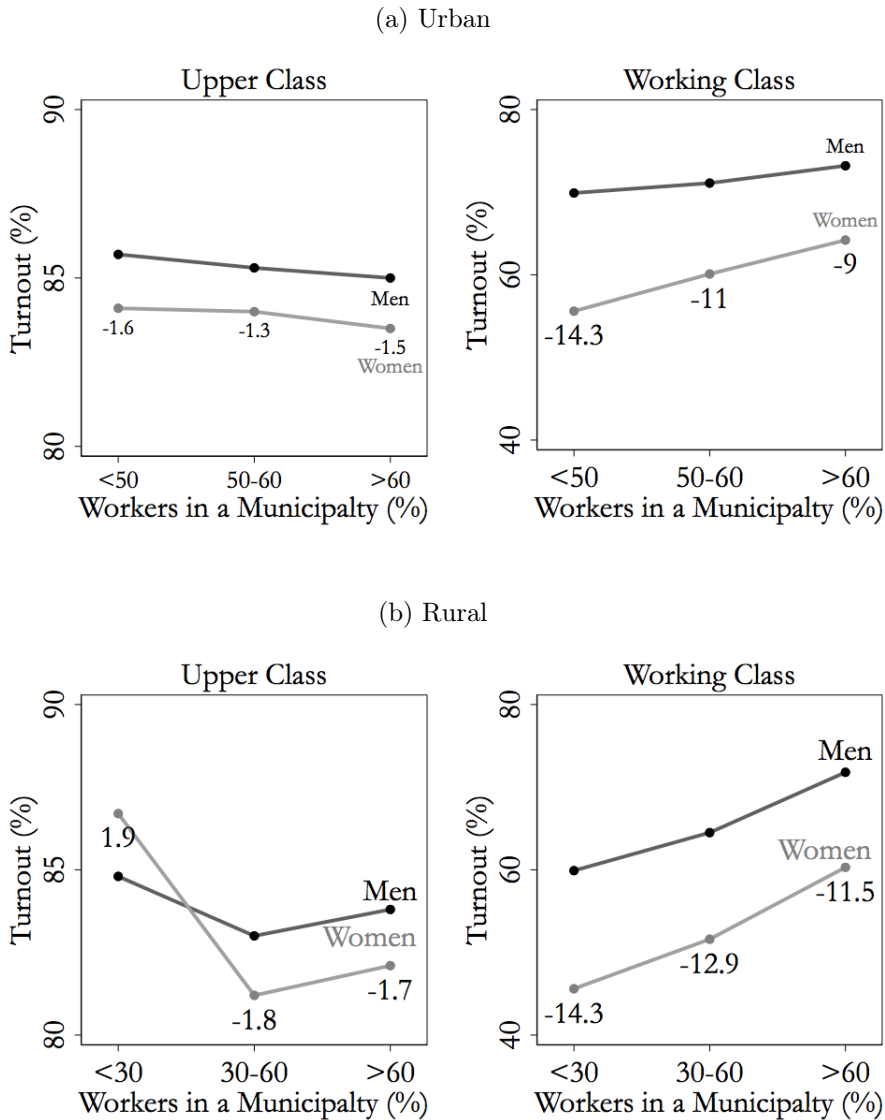 (a) Urban
Upper Class
90
85
80
Turnout (%)
Men
-1.6
-1.3
-1.5
Women
<50
50-60
>60
Workers in a Municipalty (%)
Working Class
80
60
40
Turnout (%)
Men
Women
-9
-11
-14.3
<50
50-60
>60
Workers in a Municipalty (%)
(b) Rural
Upper Class
90
85
80
Turnout (%)
1.9
Men
Women
-1.7
-1.8
<30
30-60
>60
Workers in a Municipalty (%)
Working Class
80
60
40
Turnout (%)
Men
Women
-11.5
-12.9
-14.3
<30
30-60
>60
Workers in a Municipalty (%)